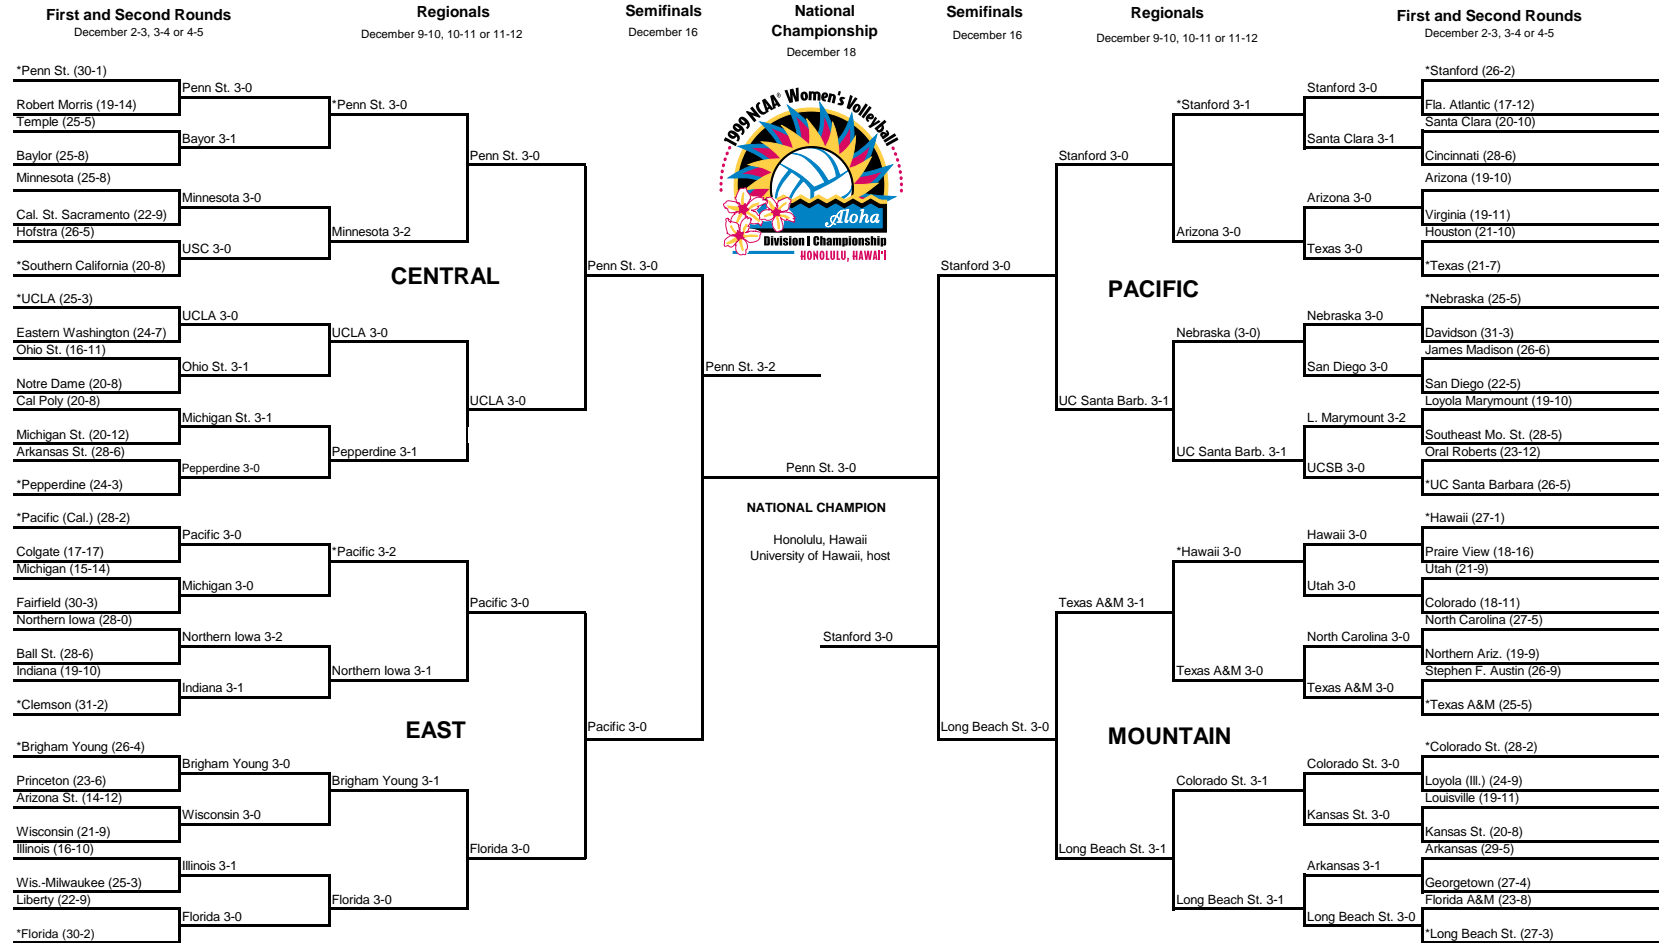 First and Second Rounds
December 2-3, 3-4 or 4-5
Regionals
December 9-10, 10-11 or 11-12
Semifinals
December 16
National
Championship
December 18
Semifinals
December 16
Regionals
December 9-10, 10-11 or 11-12
First and Second Rounds
December 2-3, 3-4 or 4-5
1999 NCAA® Women's Volleyball
Aloha
Division I Championship
HONOLULU, HAWAI'I
*Penn St. (30-1)
Robert Morris (19-14)
Temple (25-5)
Baylor (25-8)
Minnesota (25-8)
Cal. St. Sacramento (22-9)
Hofstra (26-5)
*Southern California (20-8)
*UCLA (25-3)
Eastern Washington (24-7)
Ohio St. (16-11)
Notre Dame (20-8)
Cal Poly (20-8)
Michigan St. (20-12)
Arkansas St. (28-6)
*Pepperdine (24-3)
*Pacific (Cal.) (28-2)
Colgate (17-17)
Michigan (15-14)
Fairfield (30-3)
Northern Iowa (28-0)
Ball St. (28-6)
Indiana (19-10)
*Clemson (31-2)
*Brigham Young (26-4)
Princeton (23-6)
Arizona St. (14-12)
Wisconsin (21-9)
Illinois (16-10)
Wis.-Milwaukee (25-3)
Liberty (22-9)
*Florida (30-2)
Penn St. 3-0
Bayor 3-1
Minnesota 3-0
USC 3-0
UCLA 3-0
Ohio St. 3-1
Michigan St. 3-1
Pepperdine 3-0
Pacific 3-0
Michigan 3-0
Northern Iowa 3-2
Indiana 3-1
Brigham Young 3-0
Wisconsin 3-0
Illinois 3-1
Florida 3-0
*Penn St. 3-0
Minnesota 3-2
CENTRAL
UCLA 3-0
Pepperdine 3-1
*Pacific 3-2
Northern Iowa 3-1
EAST
Brigham Young 3-1
Florida 3-0
Penn St. 3-0
UCLA 3-0
Pacific 3-0
Florida 3-0
Penn St. 3-0
Pacific 3-0
Penn St. 3-2
Penn St. 3-0
NATIONAL CHAMPION
Honolulu, Hawaii
University of Hawaii, host
Stanford 3-0
Stanford 3-0
Long Beach St. 3-0
Stanford 3-0
UC Santa Barb. 3-1
Texas A&M 3-1
Long Beach St. 3-1
*Stanford 3-1
Arizona 3-0
PACIFIC
Nebraska (3-0)
UC Santa Barb. 3-1
*Hawaii 3-0
Texas A&M 3-0
MOUNTAIN
Colorado St. 3-1
Long Beach St. 3-1
Stanford 3-0
Santa Clara 3-1
Arizona 3-0
Texas 3-0
Nebraska 3-0
San Diego 3-0
L. Marymount 3-2
UCSB 3-0
Hawaii 3-0
Utah 3-0
North Carolina 3-0
Texas A&M 3-0
Colorado St. 3-0
Kansas St. 3-0
Arkansas 3-1
Long Beach St. 3-0
*Stanford (26-2)
Fla. Atlantic (17-12)
Santa Clara (20-10)
Cincinnati (28-6)
Arizona (19-10)
Virginia (19-11)
Houston (21-10)
*Texas (21-7)
*Nebraska (25-5)
Davidson (31-3)
James Madison (26-6)
San Diego (22-5)
Loyola Marymount (19-10)
Southeast Mo. St. (28-5)
Oral Roberts (23-12)
*UC Santa Barbara (26-5)
*Hawaii (27-1)
Praire View (18-16)
Utah (21-9)
Colorado (18-11)
North Carolina (27-5)
Northern Ariz. (19-9)
Stephen F. Austin (26-9)
*Texas A&M (25-5)
*Colorado St. (28-2)
Loyola (Ill.) (24-9)
Louisville (19-11)
Kansas St. (20-8)
Arkansas (29-5)
Georgetown (27-4)
Florida A&M (23-8)
*Long Beach St. (27-3)